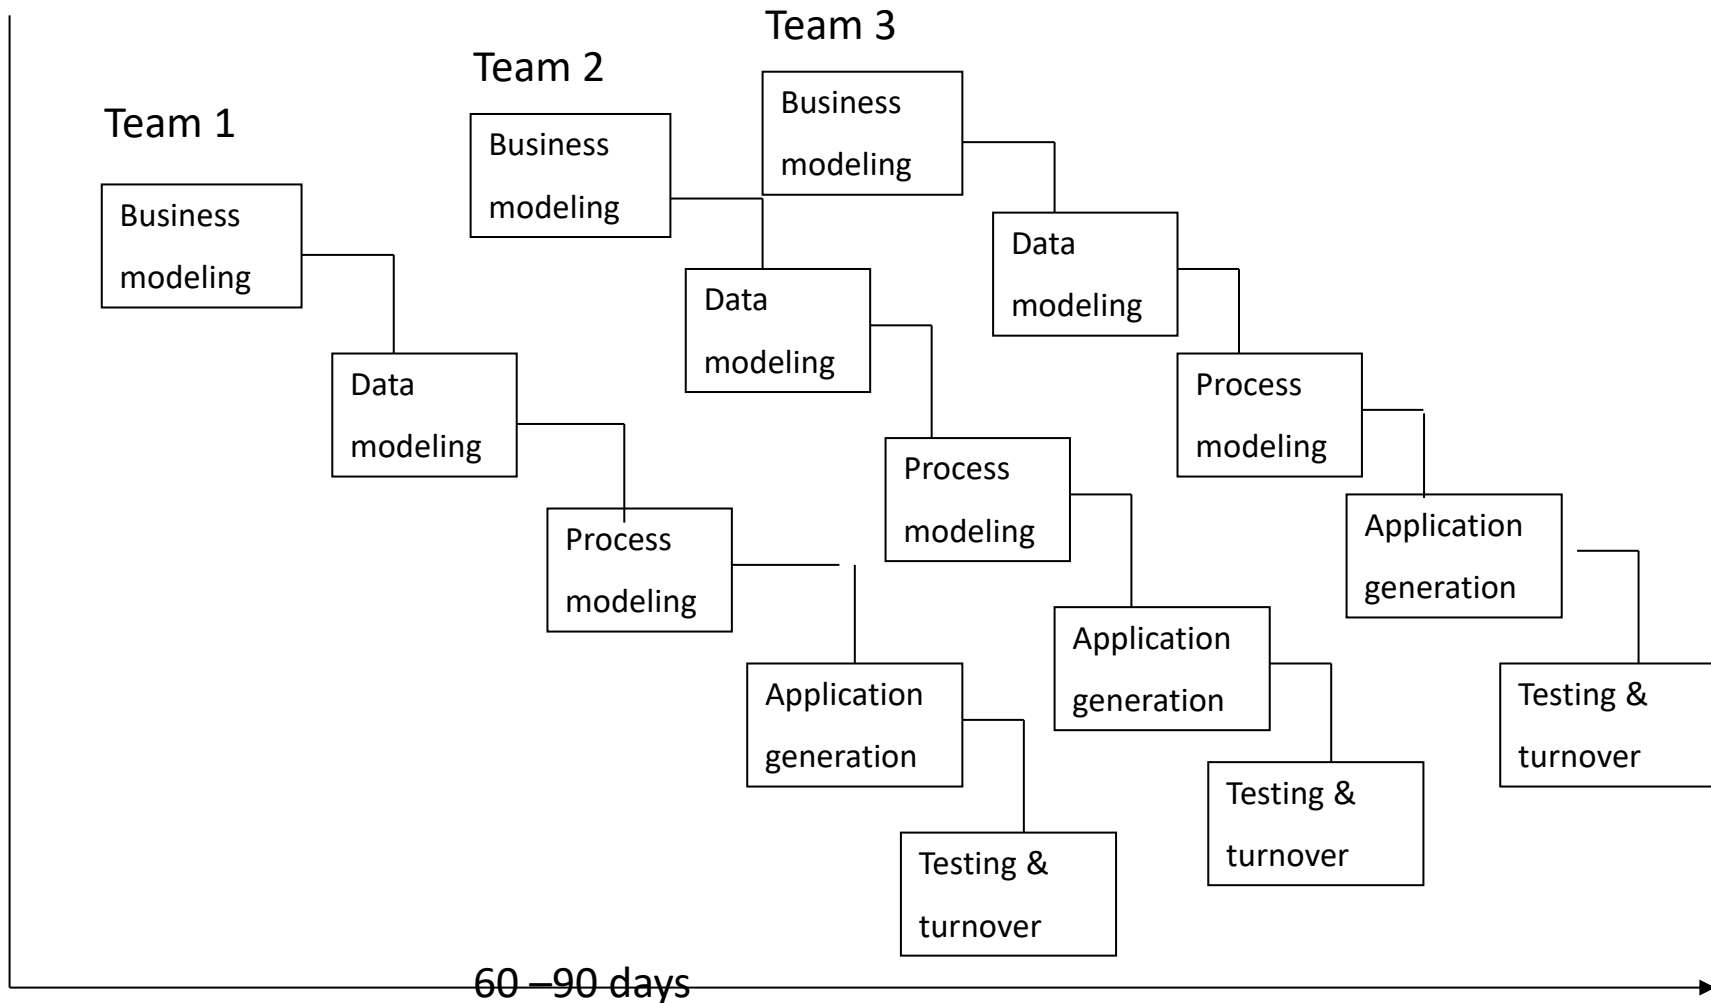 Team 1
Business
modeling
Data
modeling
Process
modeling
Application
generation
Testing &
turnover
Team 2
Business
modeling
Data
modeling
Process
modeling
Application
generation
Testing &
turnover
Team 3
Business
modeling
Data
modeling
Process
modeling
Application
generation
Testing &
turnover
60 –90 days